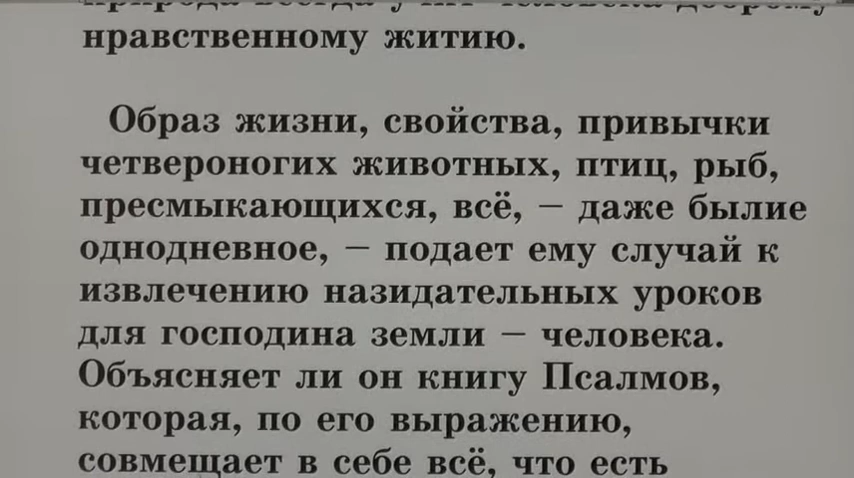 нравственному житию.
Образ жизни, свойства, привычки
четвероногих животных, птиц, рыб,
пресмыкающихся, всё, – даже былие
однодневное, – подает ему случай к
извлечению назидательных уроков
для господина земли – человека.
Объясняет ли он книгу Псалмов,
которая, по его выражению,
совмещает в себе всё, что есть